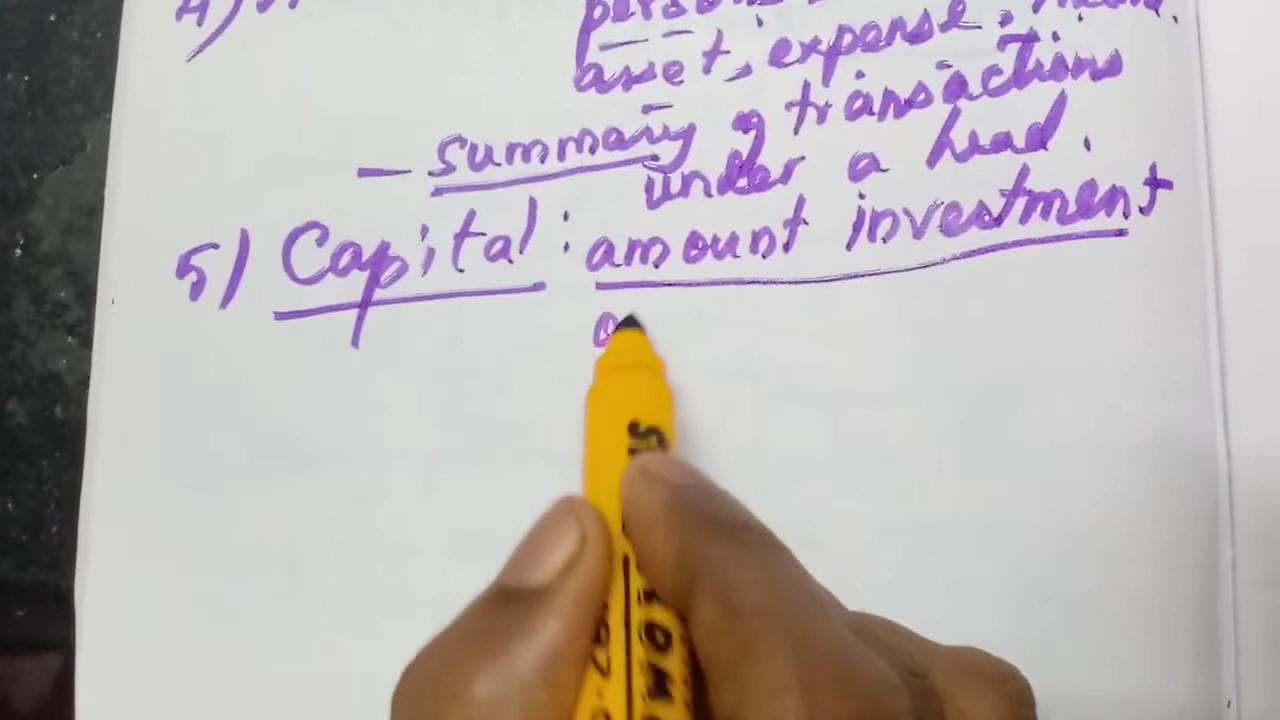 asset, expense,
- summary of transactions
under a head.
5) Capital : amount investment